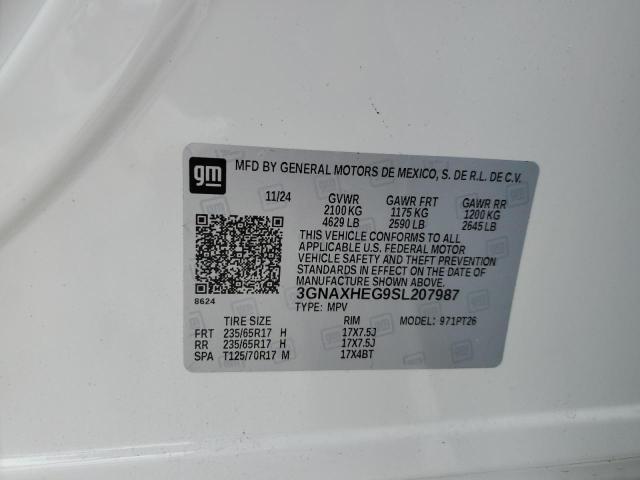 gm
MFD BY GENERAL MOTORS DE MEXICO, S. DE R.L. DE C.V.
11/24 GVWR GAWR FRT GAWR RR
2100 KG 1175 KG 1200 KG
4629 LB 2590 LB 2645 LB
THIS VEHICLE CONFORMS TO ALL
APPLICABLE U.S. FEDERAL MOTOR
VEHICLE SAFETY AND THEFT
PREVENTION STANDARDS IN
EFFECT ON THE DATE OF
MANUFACTURE SHOWN ABOVE.
3GNAXHEG9SL207987
8624
TYPE: MPV
TIRE SIZE RIM MODEL: 971PT26
FRT 235/65R17 H 17X7.5J
RR 235/65R17 H 17X7.5J
SPA T125/70R17 M 17X4BT